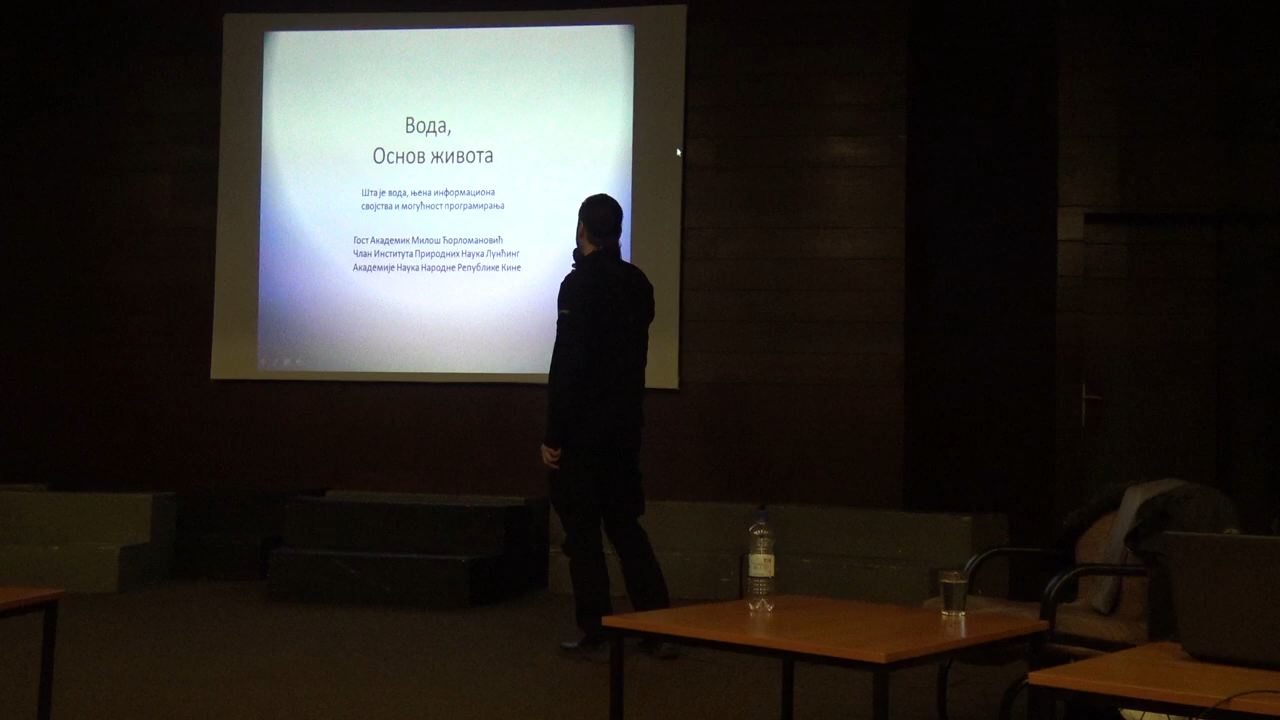 Вода,
Основ живота
Шта је вода, њена информациона
својства и могућност програмирања
Гост Академик Милош Ћорломановић
Члан Института Природних Наука Лунћинг
Академије Наука Народне Републике Кине